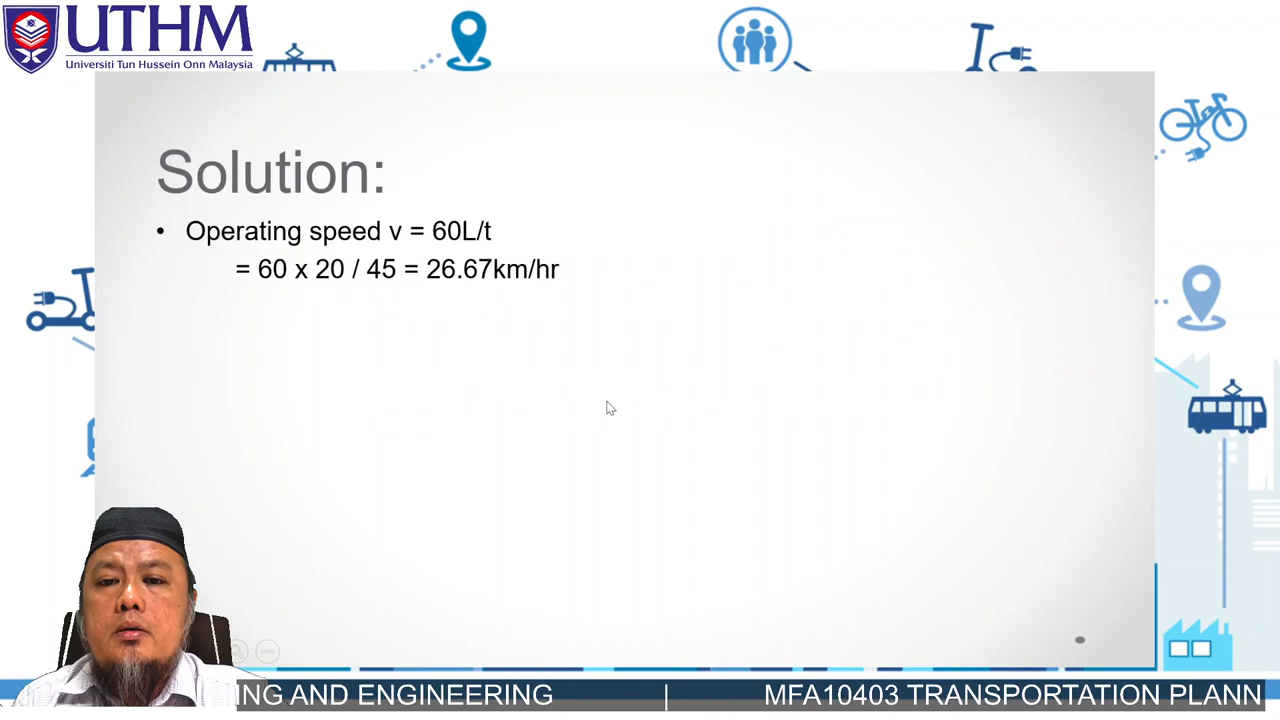 UTHM
Universiti Tun Hussein Onn Malaysia
Solution:
• Operating speed v = 60L/t
= 60 x 20 / 45 = 26.67km/hr
ING AND ENGINEERING | MFA10403 TRANSPORTATION PLANN